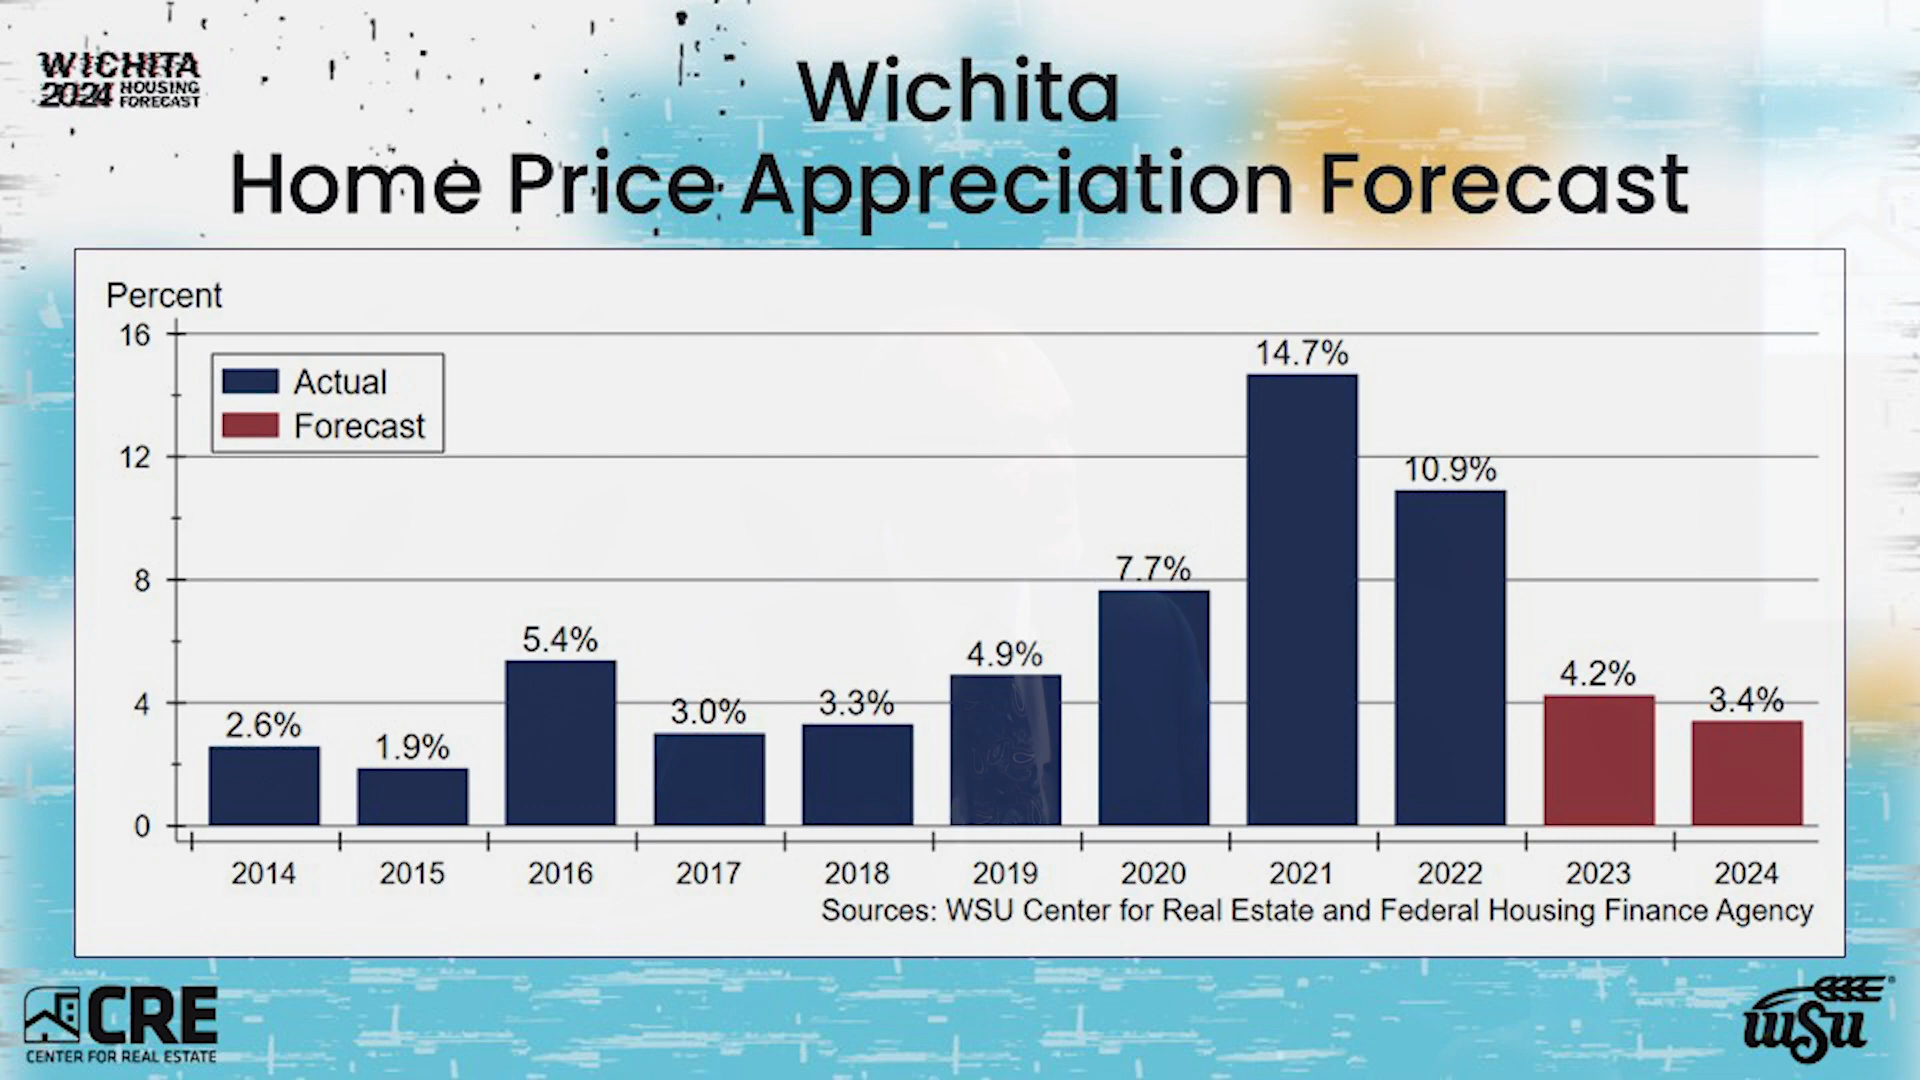 WICHITA
2024 HOUSING
FORECAST
Wichita
Home Price Appreciation Forecast
Percent
16
12
8
4
0
Actual
Forecast
2.6%
1.9%
5.4%
3.0%
3.3%
4.9%
7.7%
14.7%
10.9%
4.2%
3.4%
2014 2015 2016 2017 2018 2019 2020 2021 2022 2023 2024
Sources: WSU Center for Real Estate and Federal Housing Finance Agency
CRE
CENTER FOR REAL ESTATE
wsu